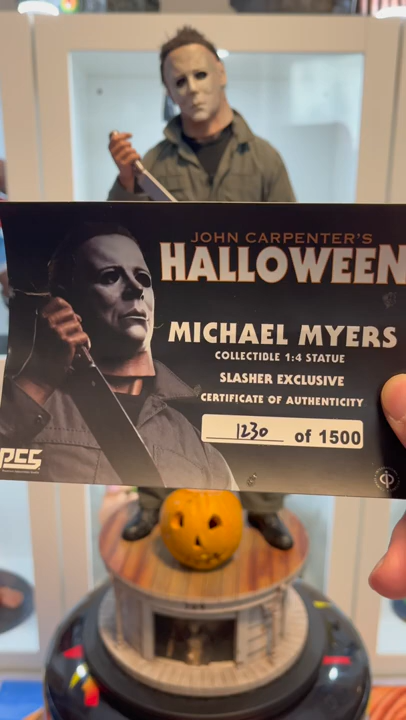 JOHN CARPENTER'S
HALLOWEEN
MICHAEL MYERS
COLLECTIBLE 1:4 STATUE
SLASHER EXCLUSIVE
CERTIFICATE OF AUTHENTICITY
1230 of 1500
PCS